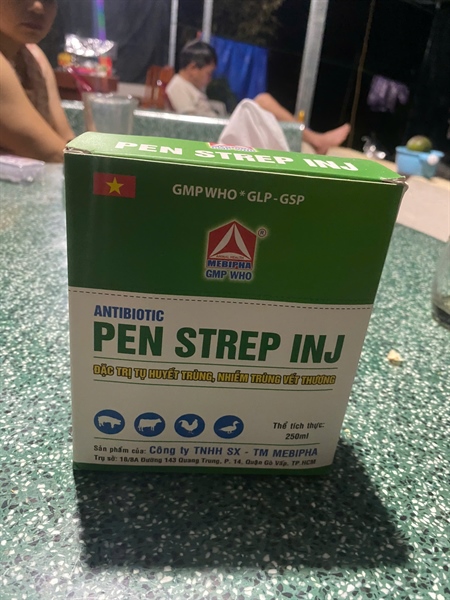 PEN STREP INJ
GMP WHO * GLP - GSP
®
MEBIPHA
GMP WHO
ANTIBIOTIC
PEN STREP INJ
ĐẶC TRỊ TỤ HUYẾT TRÙNG, NHIỄM TRÙNG VẾT THƯƠNG
Thể tích thực:
250ml
Sản phẩm của: Công ty TNHH SX - TM MEBIPHA
Trụ sở: 18/8A Đường 143 Quang Trung, P. 14, Quận Gò Vấp, TP.HCM